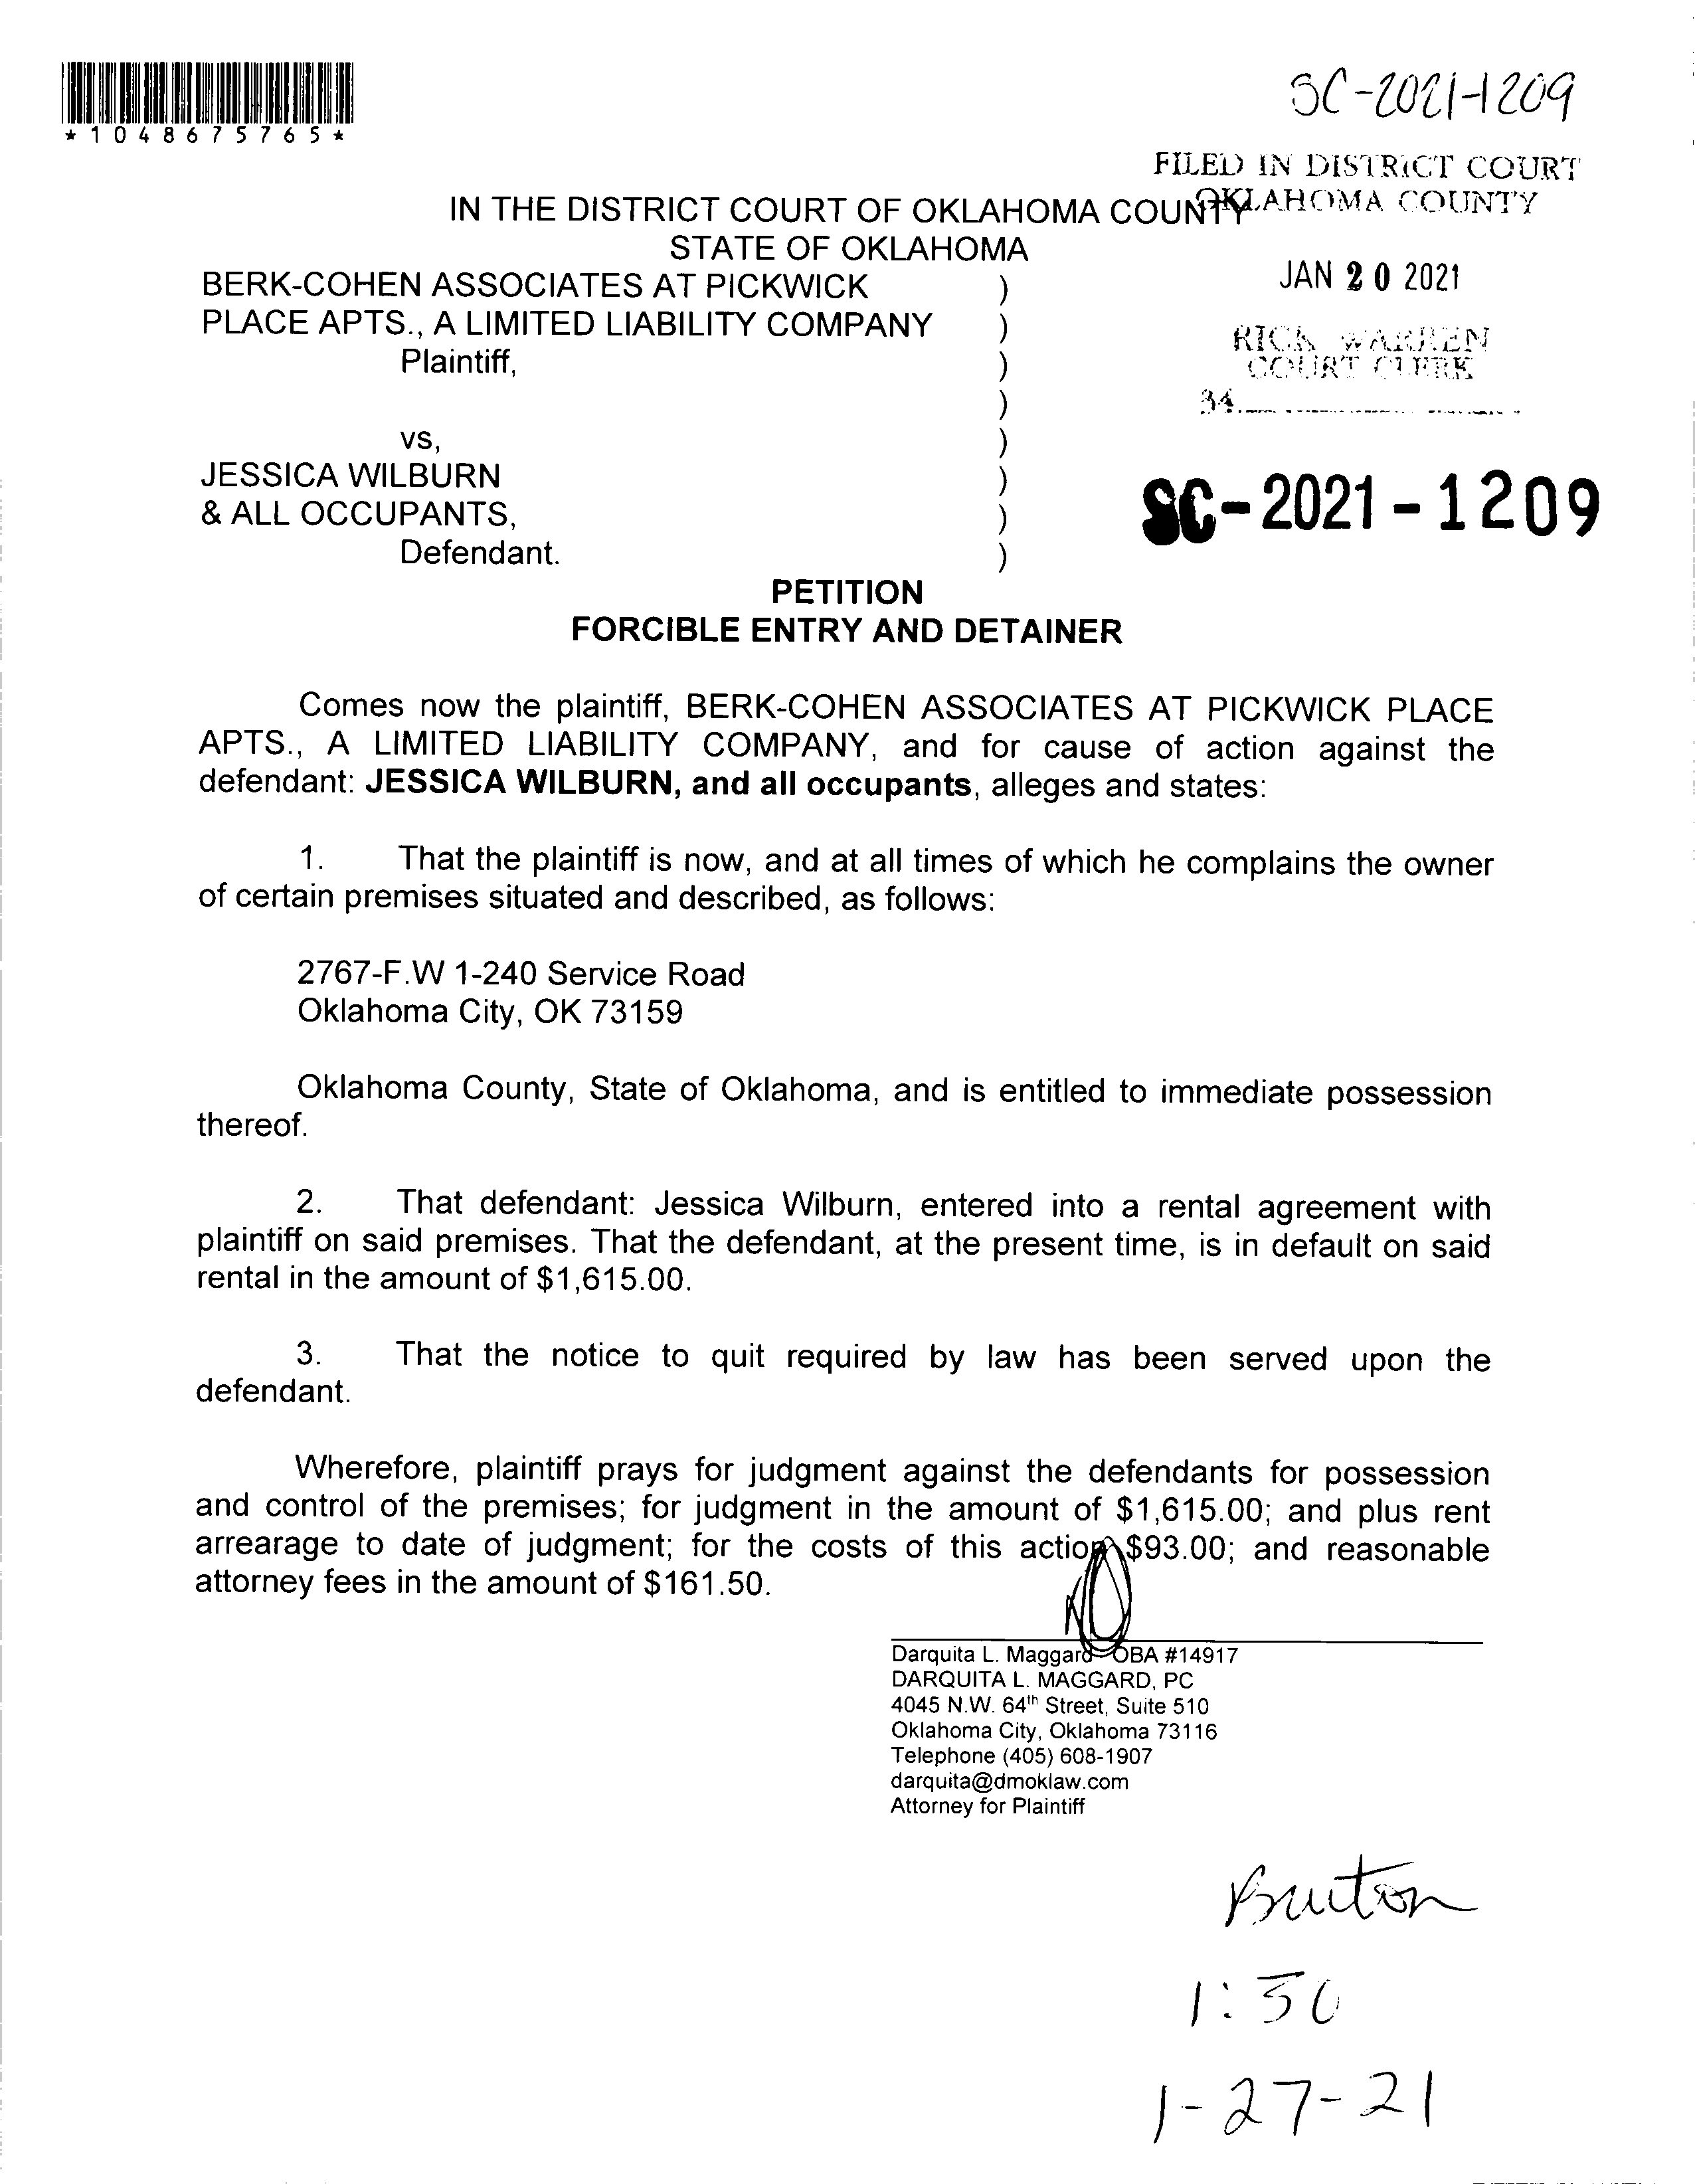 SC-2021-1209
*1048675765*
FILED IN DISTRICT COURT
OKLAHOMA COUNTY
IN THE DISTRICT COURT OF OKLAHOMA COUNTY
STATE OF OKLAHOMA
JAN 20 2021
BERK-COHEN ASSOCIATES AT PICKWICK )
PLACE APTS., A LIMITED LIABILITY COMPANY )
RICK WARREN
Plaintiff, )
COURT CLERK
)
34
vs, )
JESSICA WILBURN )
& ALL OCCUPANTS, )
SC-2021-1209
Defendant. )
PETITION
FORCIBLE ENTRY AND DETAINER
Comes now the plaintiff, BERK-COHEN ASSOCIATES AT PICKWICK PLACE
APTS., A LIMITED LIABILITY COMPANY, and for cause of action against the
defendant: JESSICA WILBURN, and all occupants, alleges and states:
1. That the plaintiff is now, and at all times of which he complains the owner
of certain premises situated and described, as follows:
2767-F.W 1-240 Service Road
Oklahoma City, OK 73159
Oklahoma County, State of Oklahoma, and is entitled to immediate possession
thereof.
2. That defendant: Jessica Wilburn, entered into a rental agreement with
plaintiff on said premises. That the defendant, at the present time, is in default on said
rental in the amount of $1,615.00.
3. That the notice to quit required by law has been served upon the
defendant.
Wherefore, plaintiff prays for judgment against the defendants for possession
and control of the premises; for judgment in the amount of $1,615.00; and plus rent
arrearage to date of judgment; for the costs of this action $93.00; and reasonable
attorney fees in the amount of $161.50.
Darquita L. Maggard OBA #14917
DARQUITA L. MAGGARD, PC
4045 N.W. 64th Street, Suite 510
Oklahoma City, Oklahoma 73116
Telephone (405) 608-1907
darquita@dmoklaw.com
Attorney for Plaintiff
1:30
1-27-21